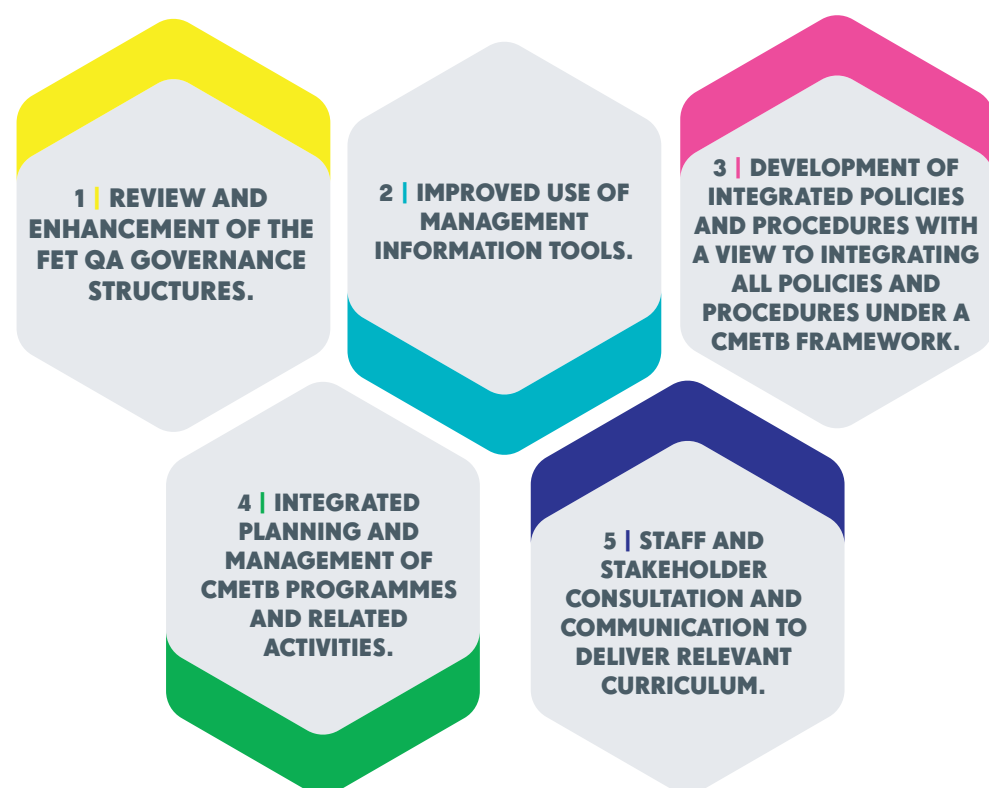 1 | REVIEW AND
ENHANCEMENT OF THE
FET QA GOVERNANCE
STRUCTURES.
2 | IMPROVED USE OF
MANAGEMENT
INFORMATION TOOLS.
3 | DEVELOPMENT OF
INTEGRATED POLICIES
AND PROCEDURES WITH
A VIEW TO INTEGRATING
ALL POLICIES AND
PROCEDURES UNDER A
CMETB FRAMEWORK.
4 | INTEGRATED
PLANNING AND
MANAGEMENT OF
CMETB PROGRAMMES
AND RELATED
ACTIVITIES.
5 | STAFF AND
STAKEHOLDER
CONSULTATION AND
COMMUNICATION TO
DELIVER RELEVANT
CURRICULUM.